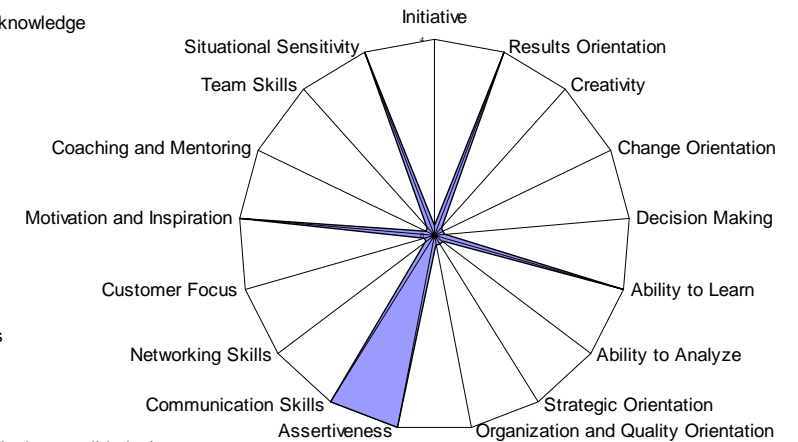 knowledge
Initiative
4
Situational Sensitivity
Results Orientation
Team Skills
Creativity
Coaching and Mentoring
Change Orientation
Motivation and Inspiration
Decision Making
Customer Focus
Ability to Learn
s
Networking Skills
Ability to Analyze
Communication Skills
Strategic Orientation
Assertiveness
Organization and Quality Orientation